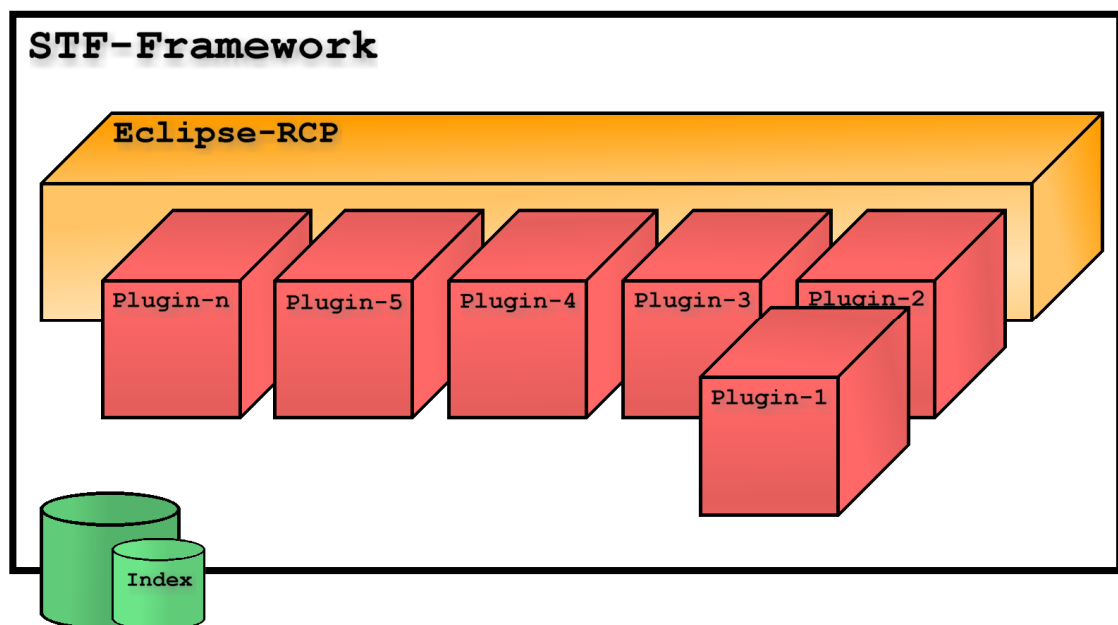 STF-Framework
Eclipse-RCP
Plugin-n
Plugin-5
Plugin-4
Plugin-3
Plugin-2
Plugin-1
Index